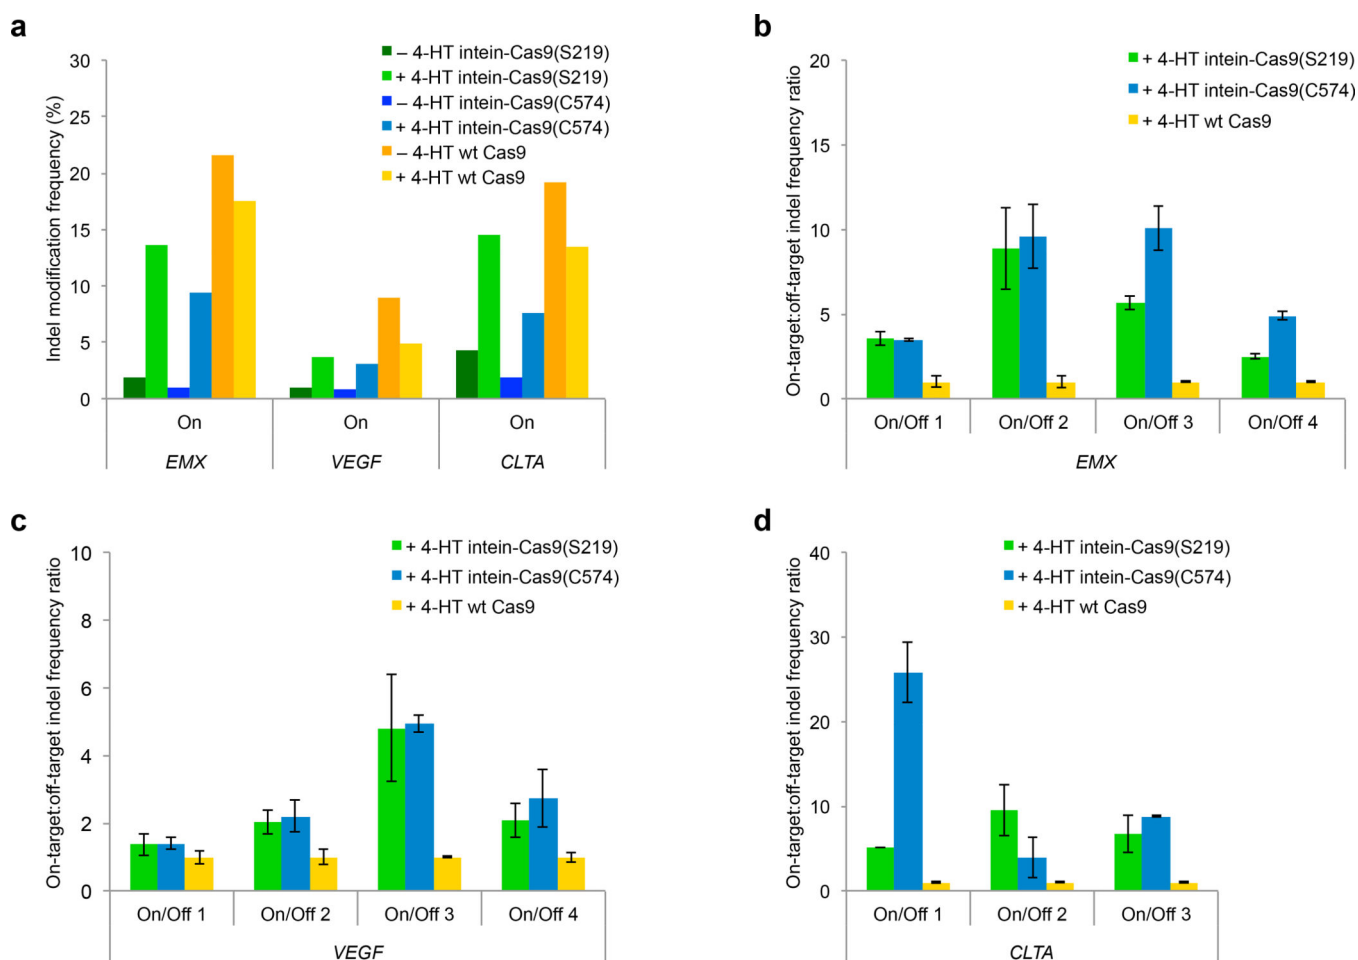 a
Indel modification frequency (%)
30
25
20
15
10
5
0
– 4-HT intein-Cas9(S219)
+ 4-HT intein-Cas9(S219)
– 4-HT intein-Cas9(C574)
+ 4-HT intein-Cas9(C574)
– 4-HT wt Cas9
+ 4-HT wt Cas9
On
On
On
EMX
VEGF
CLTA
b
On-target:off-target indel frequency ratio
20
15
10
5
0
+ 4-HT intein-Cas9(S219)
+ 4-HT intein-Cas9(C574)
+ 4-HT wt Cas9
On/Off 1
On/Off 2
On/Off 3
On/Off 4
EMX
c
On-target:off-target indel frequency ratio
10
8
6
4
2
0
+ 4-HT intein-Cas9(S219)
+ 4-HT intein-Cas9(C574)
+ 4-HT wt Cas9
On/Off 1
On/Off 2
On/Off 3
On/Off 4
VEGF
d
On-target:off-target indel frequency ratio
40
30
20
10
0
+ 4-HT intein-Cas9(S219)
+ 4-HT intein-Cas9(C574)
+ 4-HT wt Cas9
On/Off 1
On/Off 2
On/Off 3
CLTA